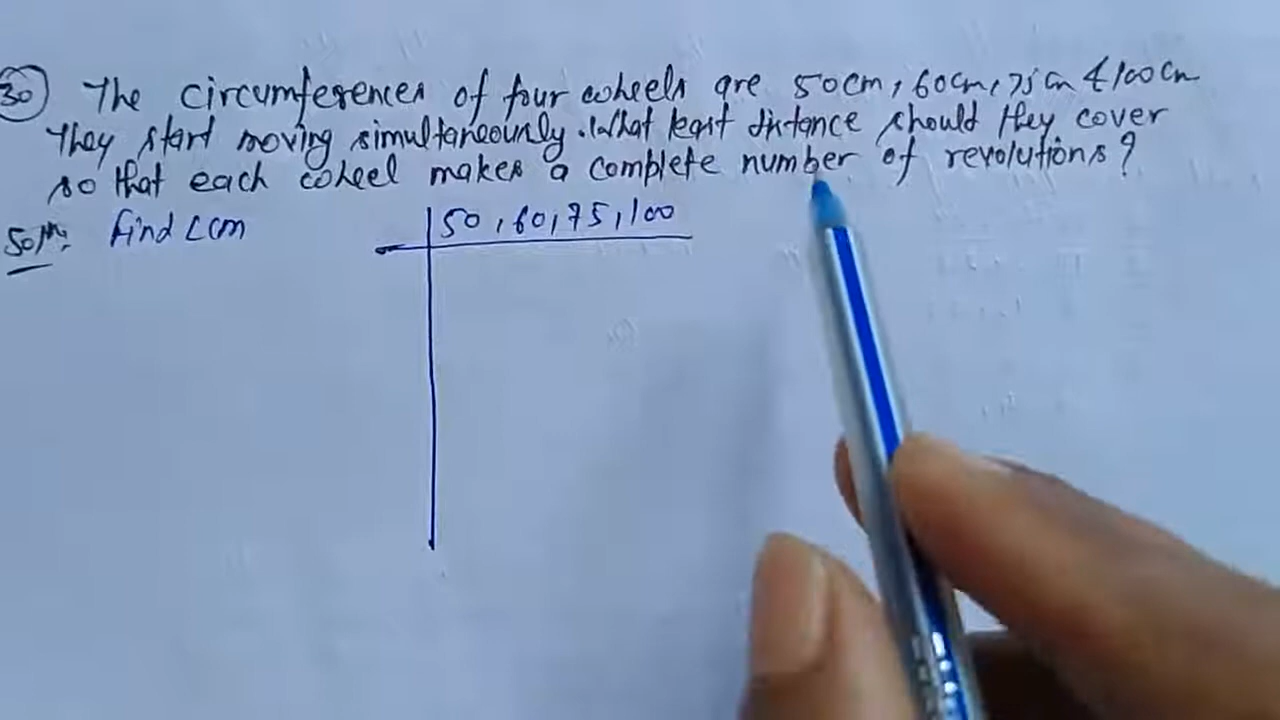 30) The circumferences of four wheels are 50cm, 60cm, 75cm & 100cm
They start moving simultaneously. What least distance should they cover
so that each wheel makes a complete number of revolutions?
Soln: find LCM 50, 60, 75, 100